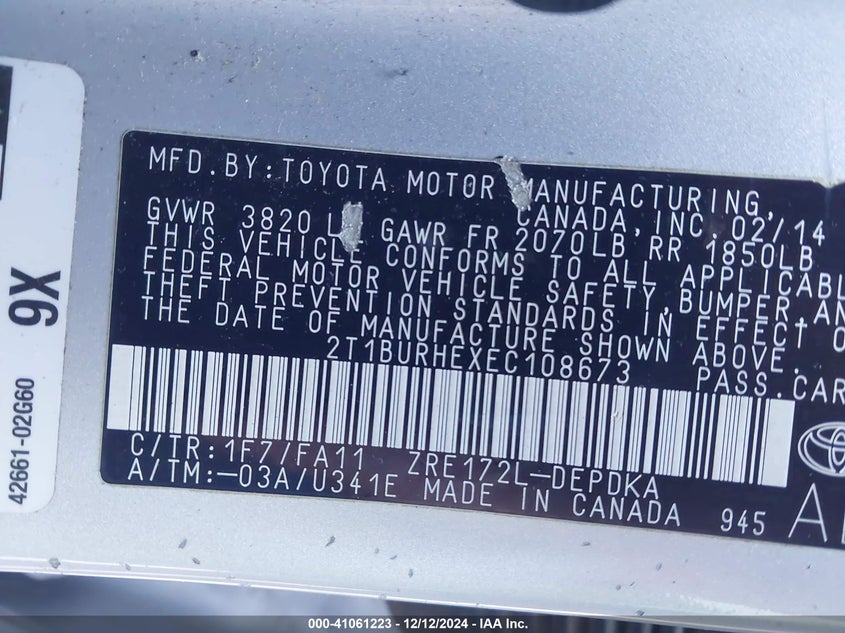 MFD.BY:TOYOTA MOTOR MANUFACTURING,
CANADA, INC. 02/14
GVWR 3820 GAWR FR 2070LB RR 1850LB
THIS VEHICLE CONFORMS TO ALL APPLICABL
FEDERAL MOTOR VEHICLE SAFETY, BUMPER, AN
THEFT PREVENTION STANDARDS IN EFFECT O
THE DATE OF MANUFACTURE SHOWN ABOVE.
2T1BURHEXEC108673 PASS.CAR
C/TR:1F7/FA11 ZRE172L-DEPDKA
A/TM:-03A/U341E MADE IN CANADA 945
9X
42661-02G60
000-41061223 - 12/12/2024 - IAA Inc.